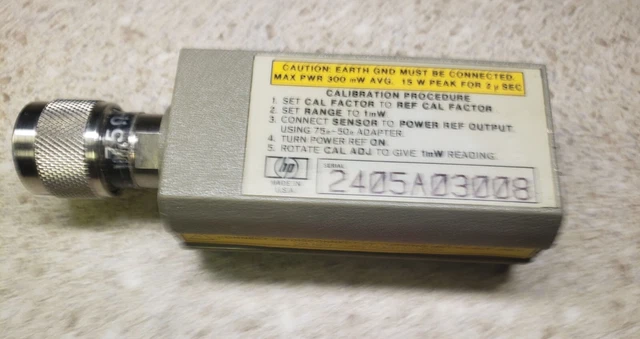 CAUTION: EARTH GND MUST BE CONNECTED.
MAX PWR 300 mW AVG. 15 W PEAK FOR 2 μ SEC
CALIBRATION PROCEDURE
1. SET CAL FACTOR TO REF CAL FACTOR
2. SET RANGE TO 1mW
3. CONNECT SENSOR TO POWER REF OUTPUT.
USING 75Ω-50Ω ADAPTER.
4. TURN POWER REF ON.
5. ROTATE CAL ADJ TO GIVE 1mW READING.
hp
MADE IN
U.S.A.
SERIAL
2405A03008
75Ω